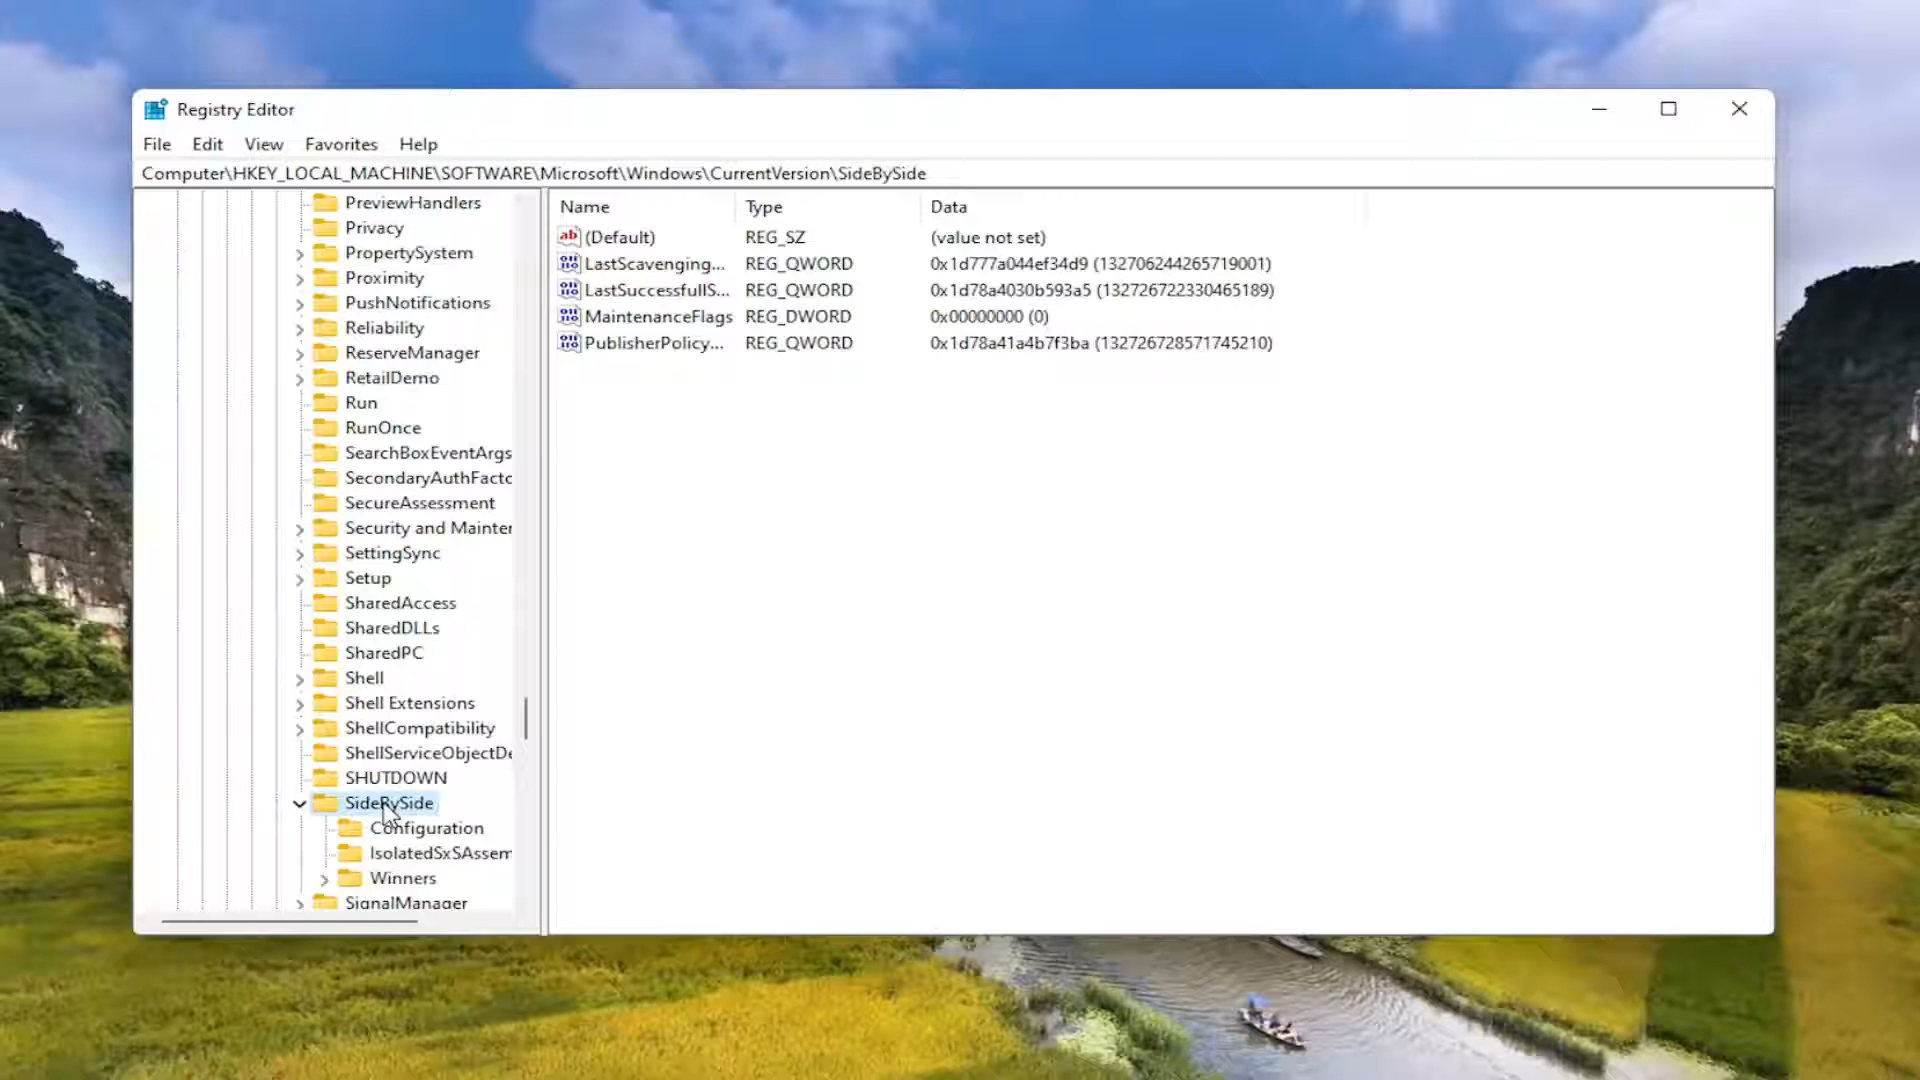 Registry Editor
File Edit View Favorites Help
Computer\HKEY_LOCAL_MACHINE\SOFTWARE\Microsoft\Windows\CurrentVersion\SideBySide
PreviewHandlers
Privacy
PropertySystem
Proximity
PushNotifications
Reliability
ReserveManager
RetailDemo
Run
RunOnce
SearchBoxEventArgs
SecondaryAuthFacto
SecureAssessment
Security and Mainter
SettingSync
Setup
SharedAccess
SharedDLLs
SharedPC
Shell
Shell Extensions
ShellCompatibility
ShellServiceObjectDe
SHUTDOWN
SideBySide
Configuration
IsolatedSxSAssem
Winners
SignalManager
Name Type Data
(Default) REG_SZ (value not set)
LastScavenging... REG_QWORD 0x1d777a044ef34d9 (132706244265719001)
LastSuccessfullS... REG_QWORD 0x1d78a4030b593a5 (132726722330465189)
MaintenanceFlags REG_DWORD 0x00000000 (0)
PublisherPolicy... REG_QWORD 0x1d78a41a4b7f3ba (132726728571745210)